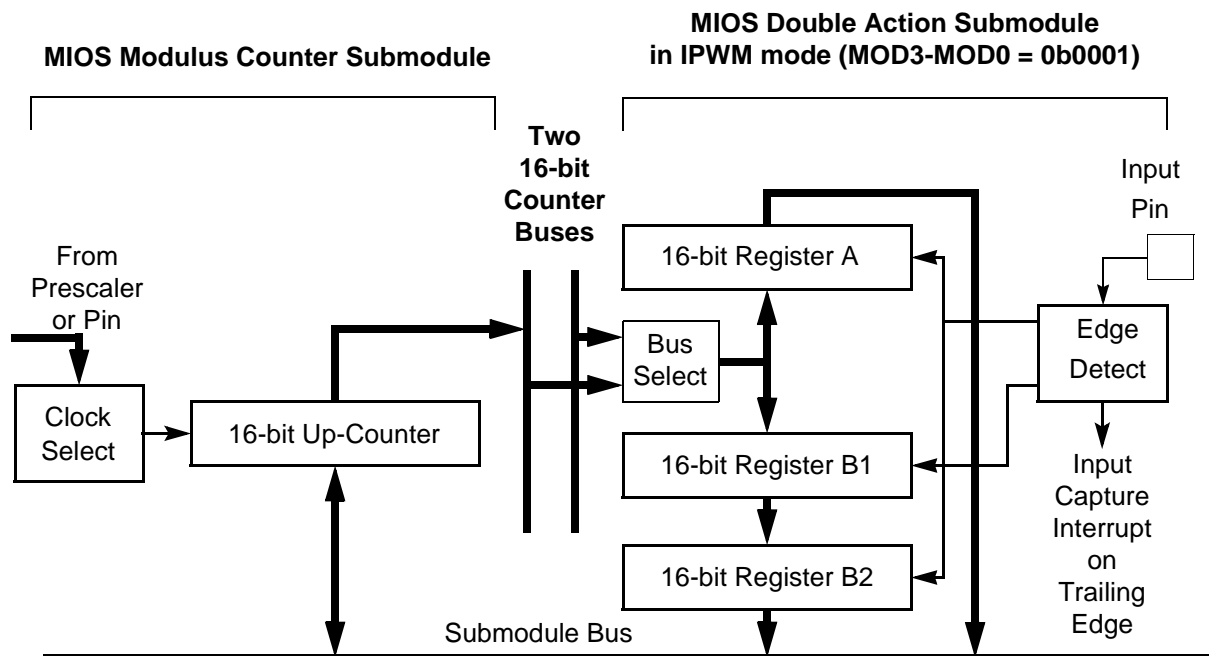 MIOS Modulus Counter Submodule
MIOS Double Action Submodule
in IPWM mode (MOD3-MOD0 = 0b0001)
Two
16-bit
Counter
Buses
Input
Pin
From
Prescaler
or Pin
Clock
Select
16-bit Up-Counter
Bus
Select
16-bit Register A
16-bit Register B1
16-bit Register B2
Edge
Detect
Input
Capture
Interrupt
on
Trailing
Edge
Submodule Bus